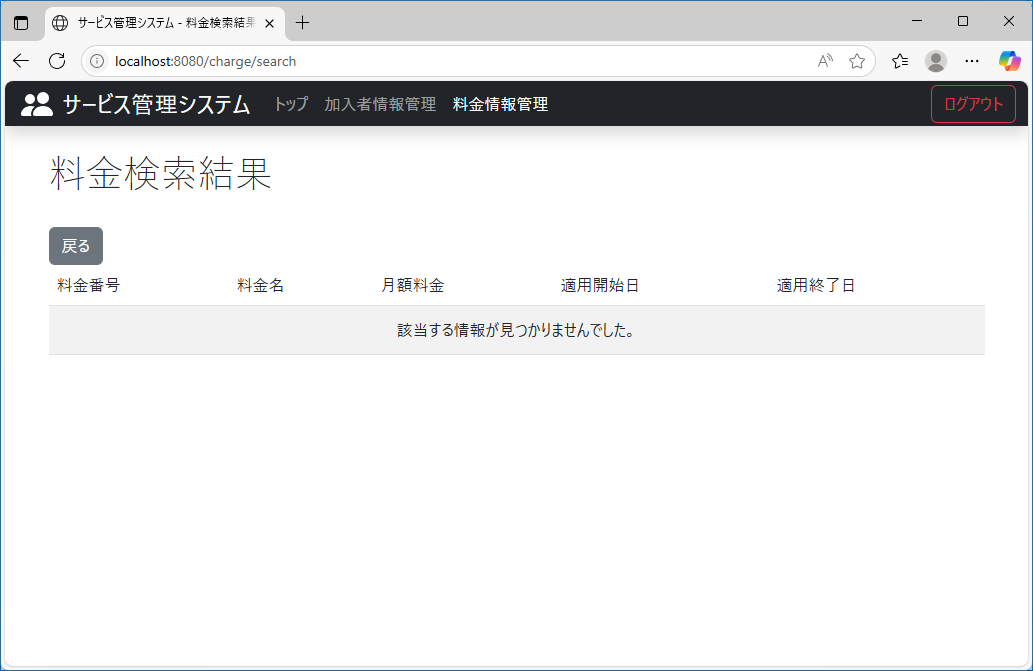 サービス管理システム - 料金検索結果
localhost:8080/charge/search
サービス管理システム トップ 加入者情報管理 料金情報管理 ログアウト
料金検索結果
戻る
料金番号 料金名 月額料金 適用開始日 適用終了日
該当する情報が見つかりませんでした。